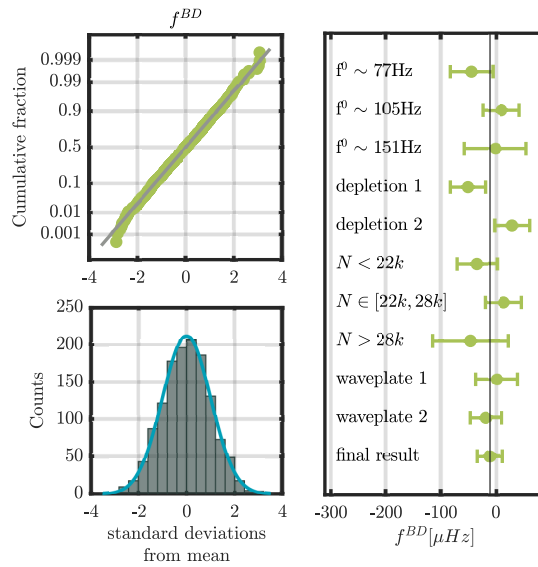 f^{BD}
Cumulative fraction
0.999
0.99
0.9
0.5
0.1
0.01
0.001
-4 -2 0 2 4
Counts
250
200
150
100
50
0
-4 -2 0 2 4
standard deviations
from mean
f⁰ ∼ 77Hz
f⁰ ∼ 105Hz
f⁰ ∼ 151Hz
depletion 1
depletion 2
N < 22k
N ∈ [22k, 28k]
N > 28k
waveplate 1
waveplate 2
final result
-300 -200 -100 0
f^{BD}[μHz]